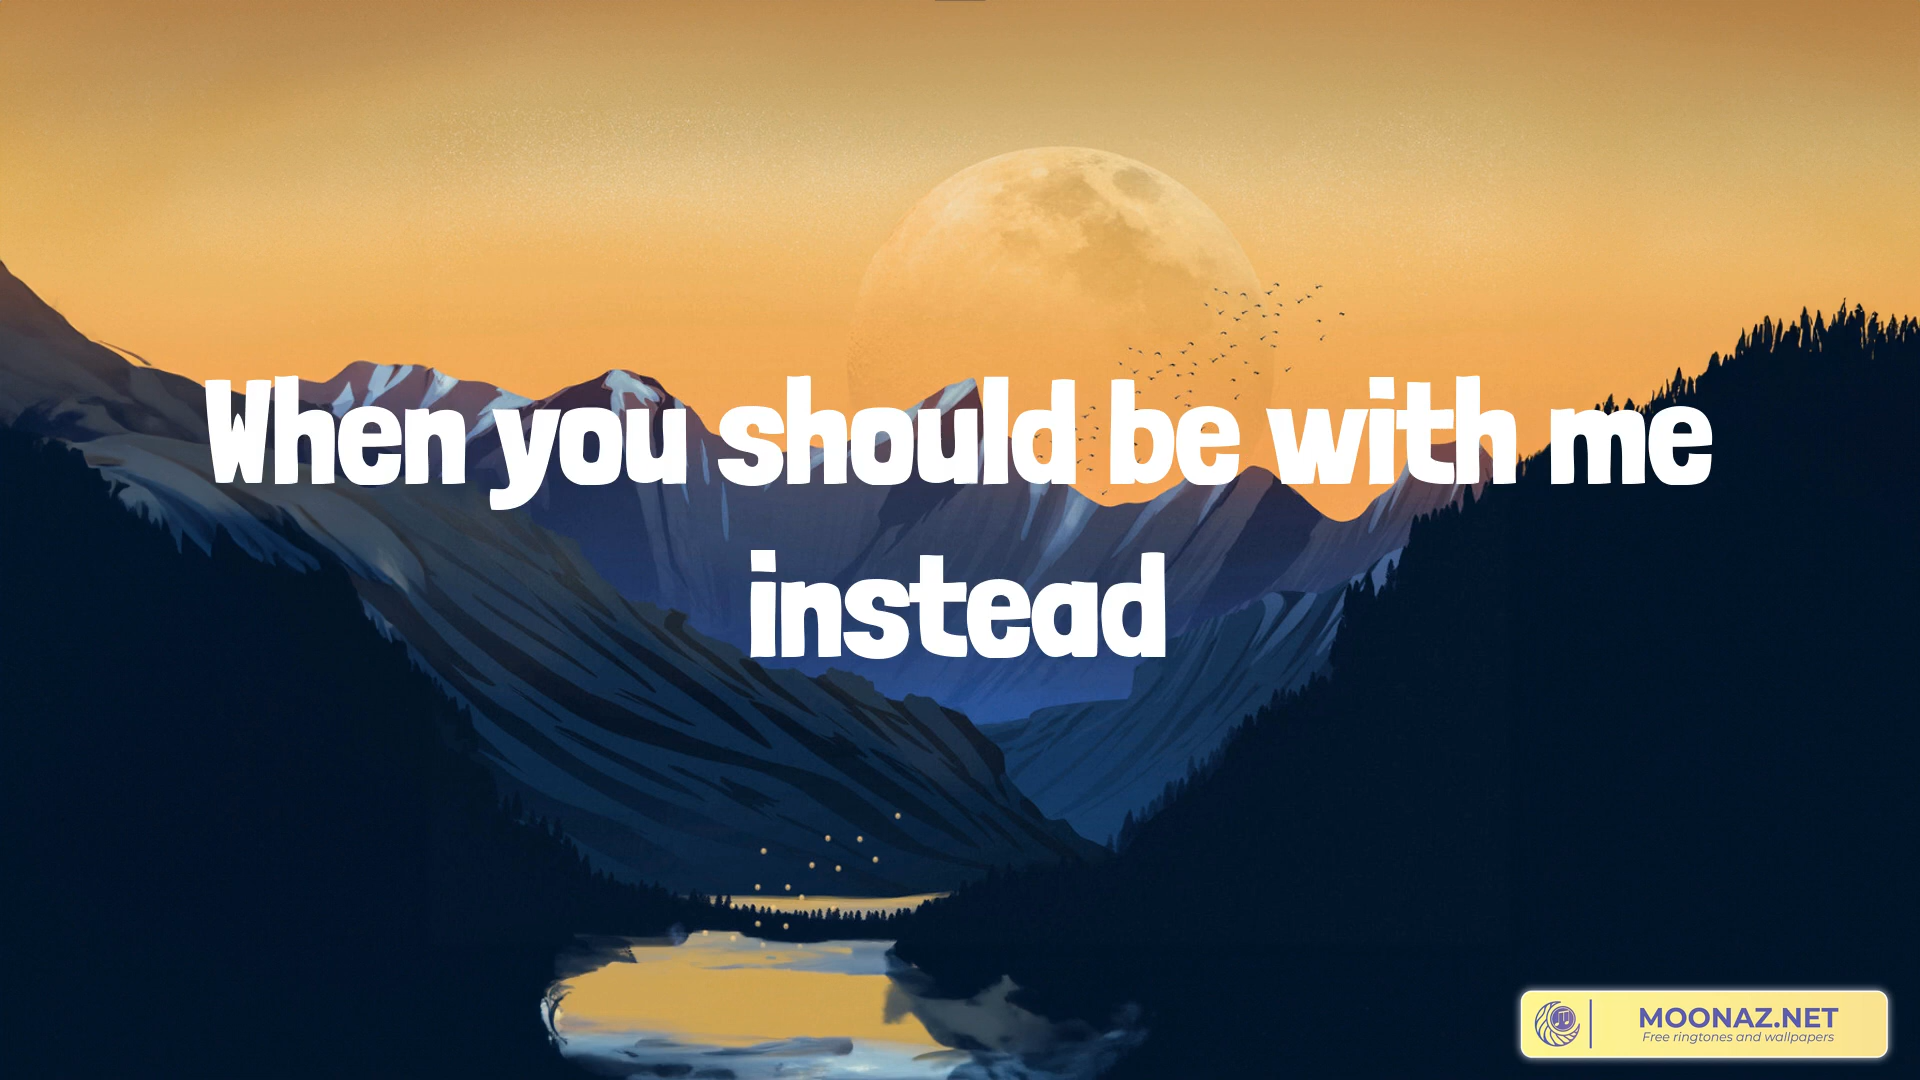 When you should be with me
instead
MOONAZ.NET
Free ringtones and wallpapers